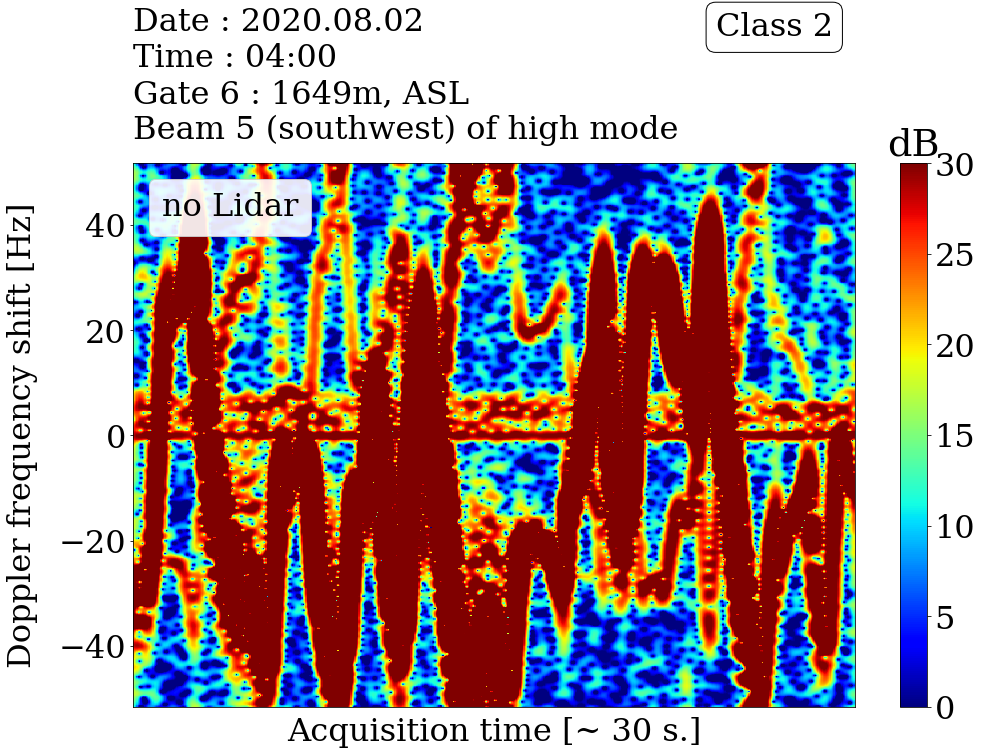 Date : 2020.08.02
Time : 04:00
Gate 6 : 1649m, ASL
Beam 5 (southwest) of high mode
Class 2
dB
no Lidar
Doppler frequency shift [Hz]
40
20
0
−20
−40
30
25
20
15
10
5
0
Acquisition time [~ 30 s.]